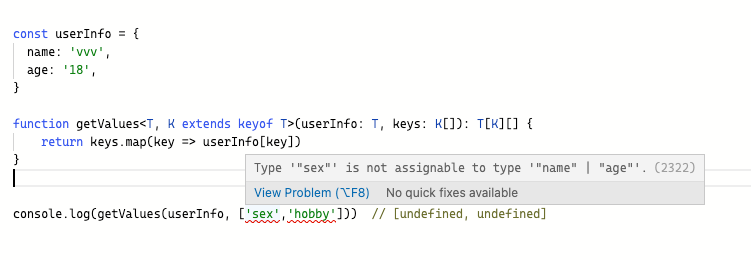 const userInfo = {
  name: 'vvv',
  age: '18',
}
function getValues<T, K extends keyof T>(userInfo: T, keys: K[]): T[K][] {
    return keys.map(key => userInfo[key])
}
Type '"sex"' is not assignable to type '"name" | "age"'. (2322)
View Problem (⌥F8) No quick fixes available
console.log(getValues(userInfo, ['sex','hobby']))  // [undefined, undefined]